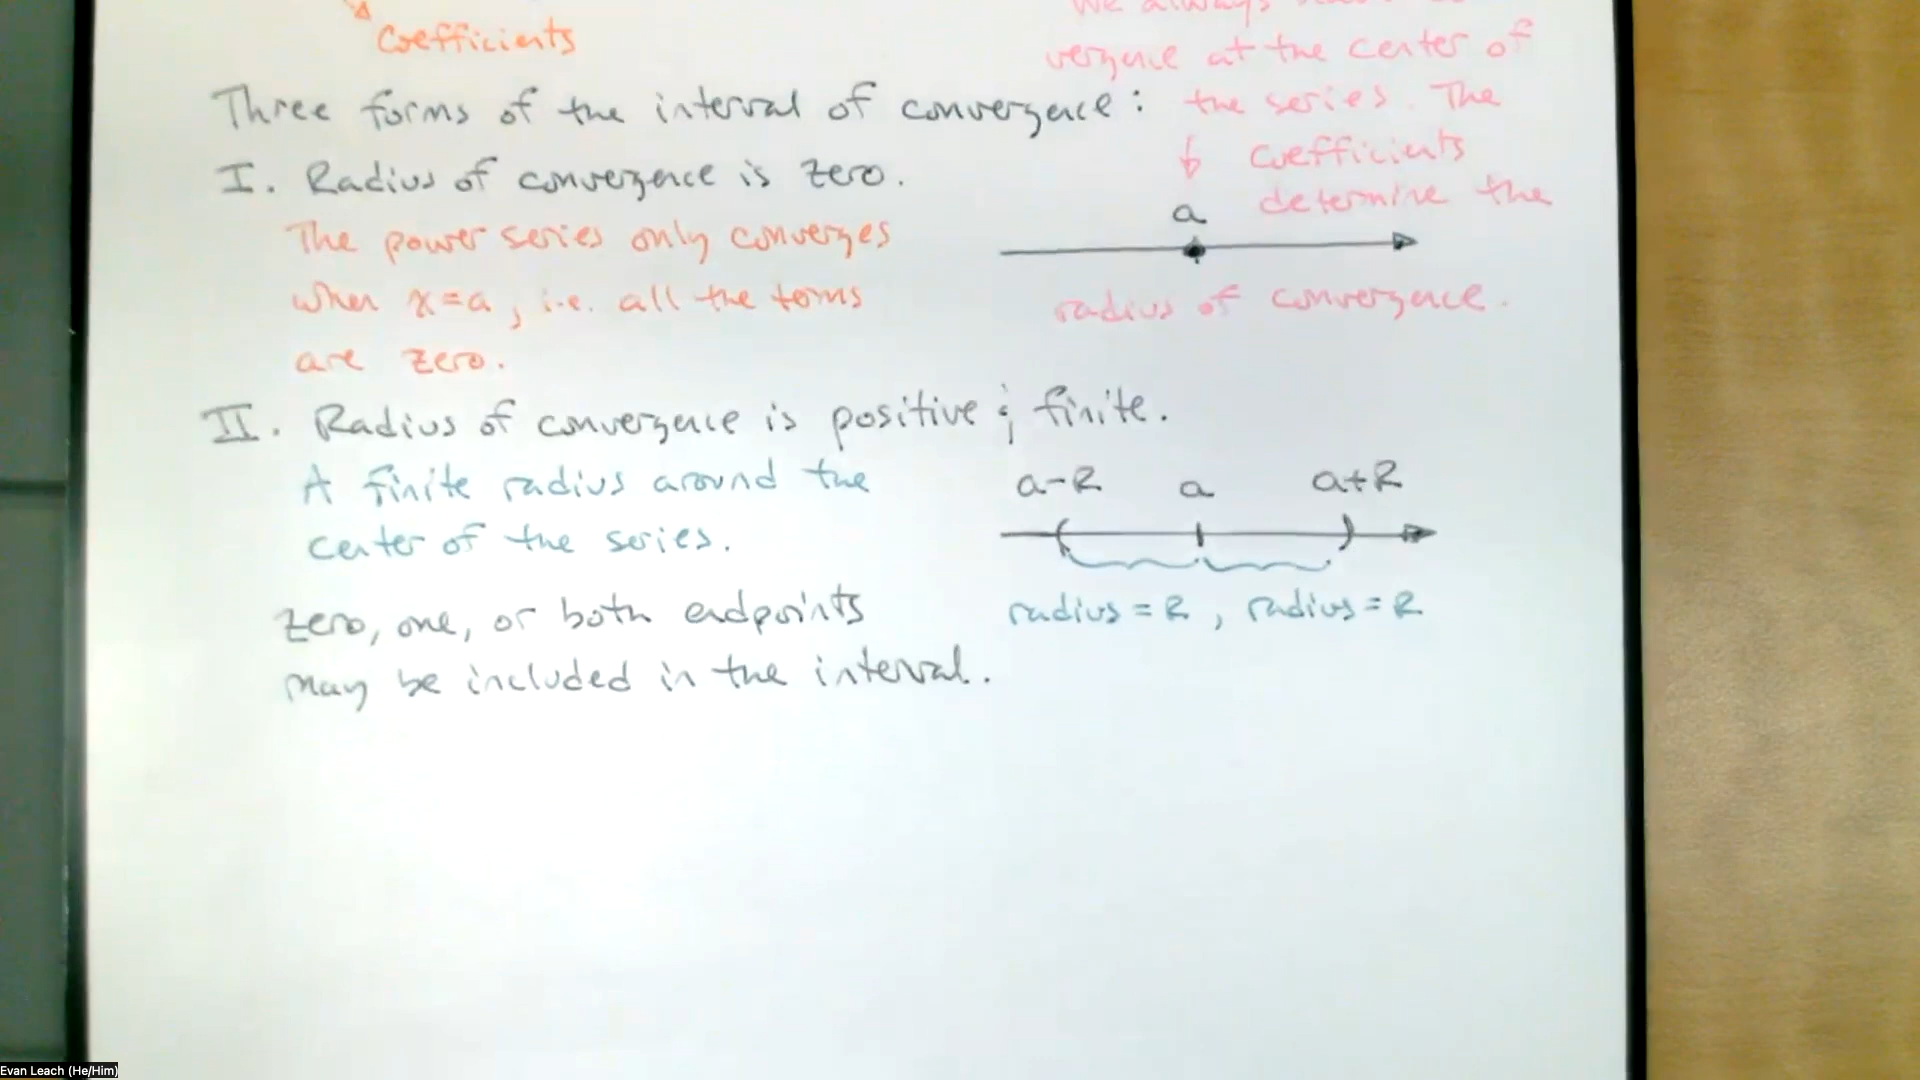 Coefficients
vergence at the center of
Three forms of the interval of convergence: the series. The
coefficients
I. Radius of convergence is zero.
determine the
a
The power series only converges
when x=a, i.e. all the terms
radius of convergence.
are zero.
II. Radius of convergence is positive & finite.
A finite radius around the
a-R a a+R
center of the series.
zero, one, or both endpoints
radius = R, radius = R
may be included in the interval.
Evan Leach (He/Him)